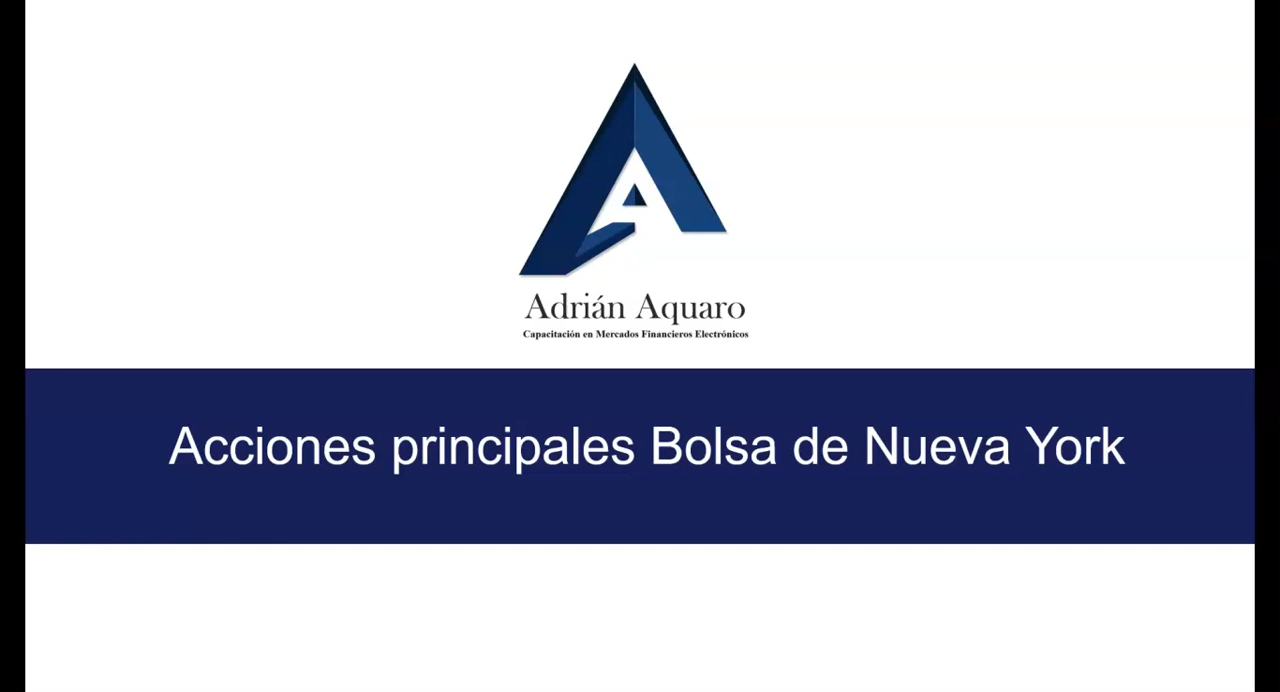 Adrián Aquaro
Capacitación en Mercados Financieros Electrónicos
Acciones principales Bolsa de Nueva York